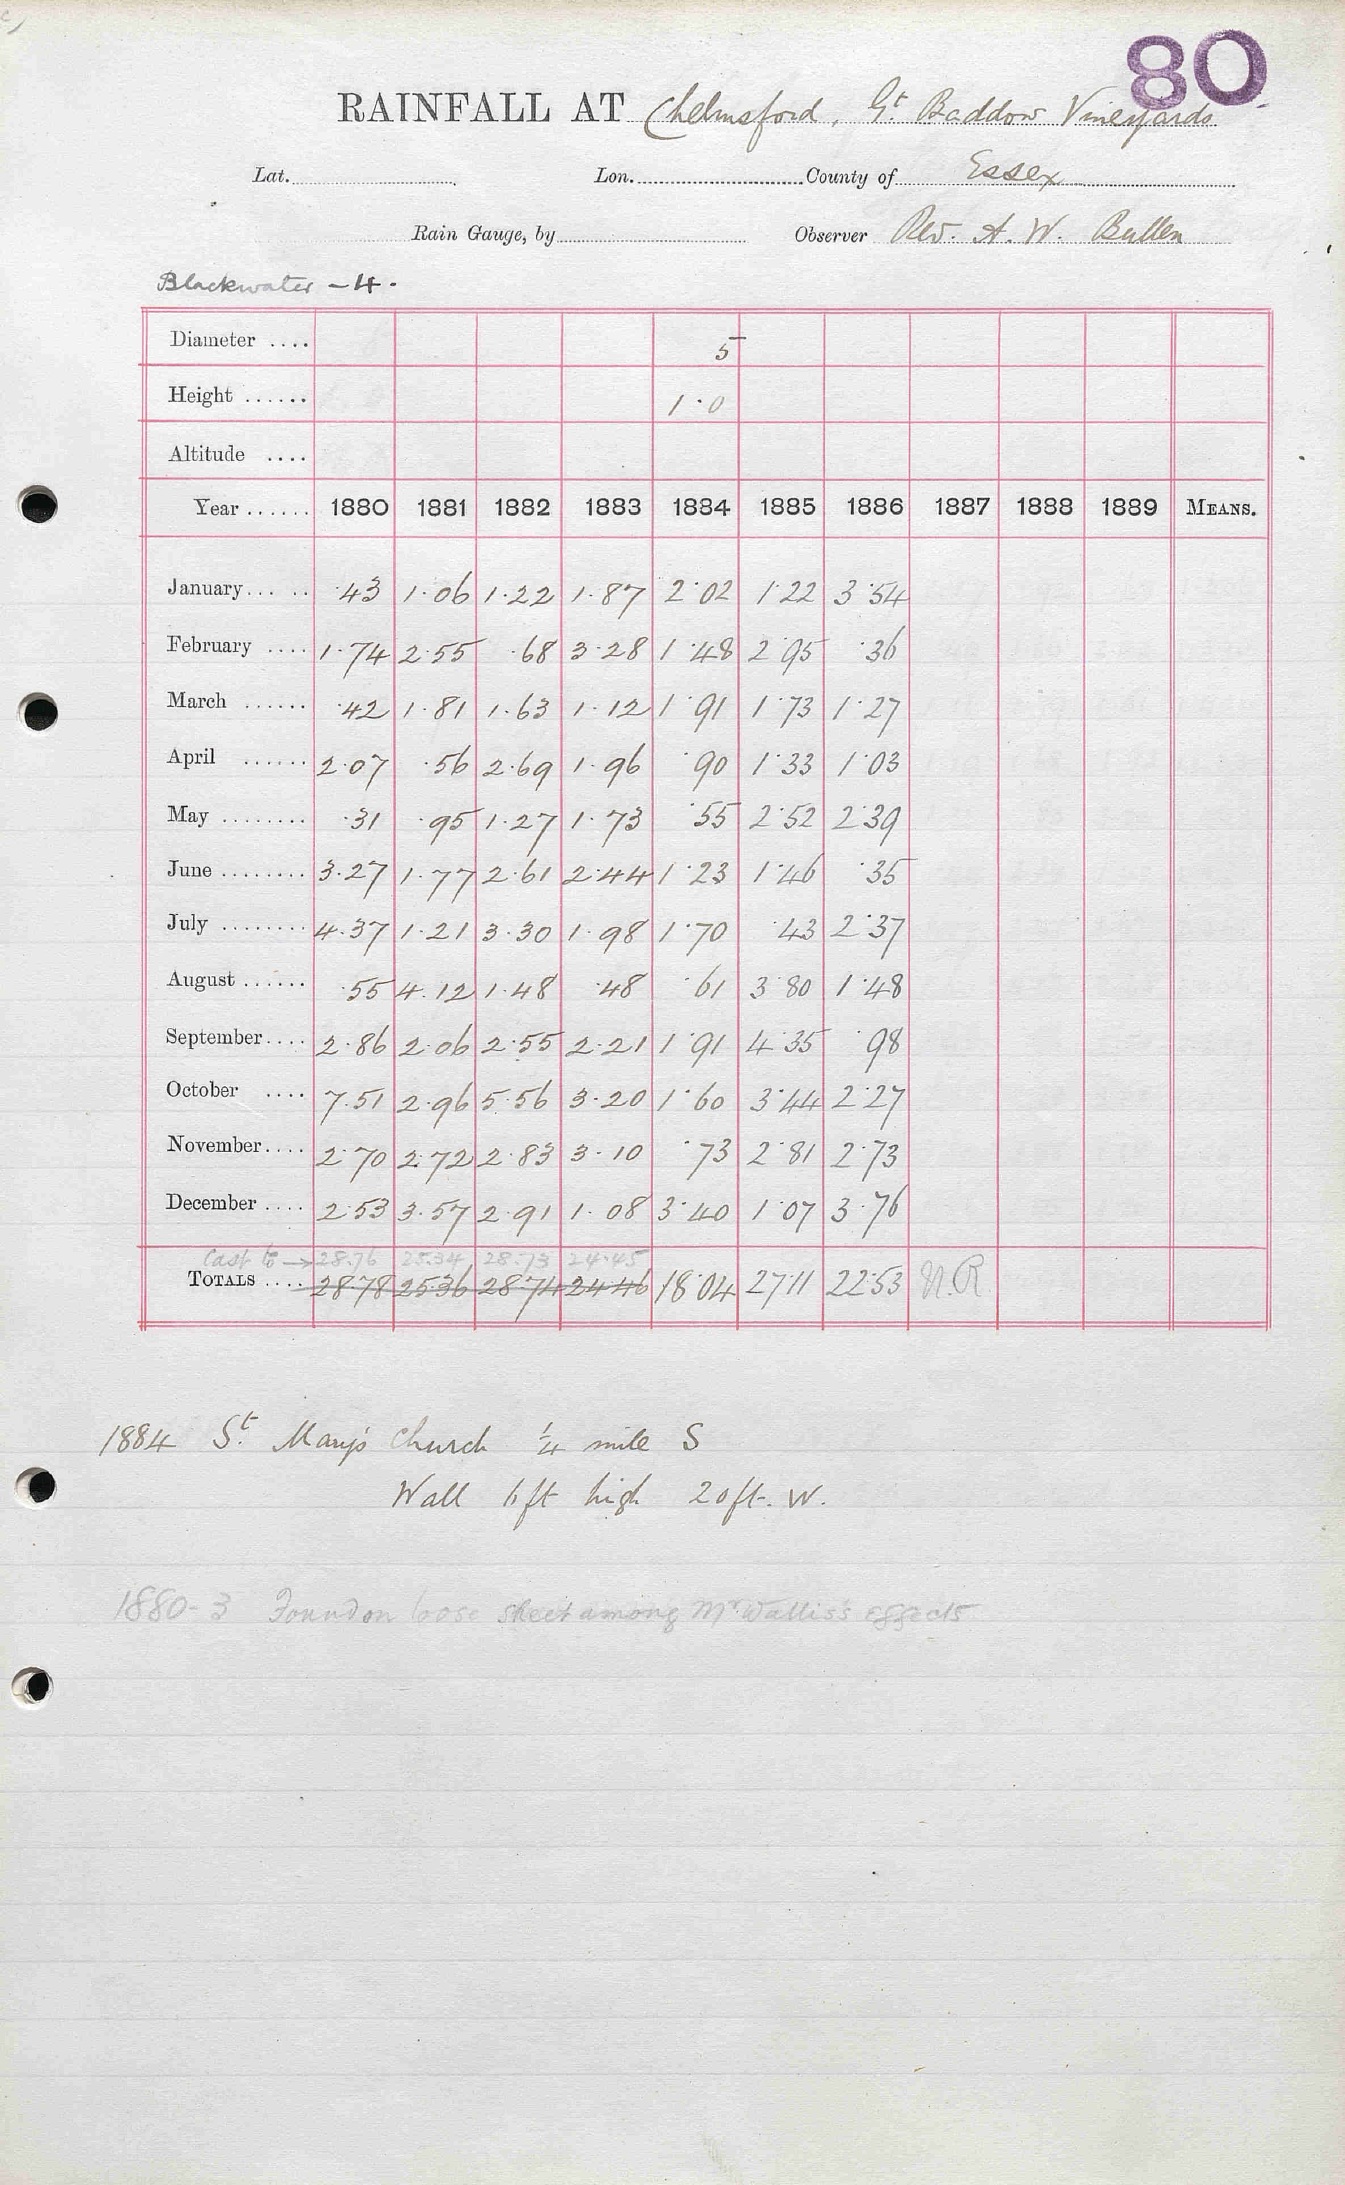 80
RAINFALL AT Chelmsford, Gt Baddow Vineyards
Lat. Lon. County of Essex
Rain Gauge, by Observer Rev. A. W. Bullen
Blackwater - 4.
Diameter .... 5
Height ...... 1·0
Altitude ....
Year ...... 1880 1881 1882 1883 1884 1885 1886 1887 1888 1889 MEANS.
January... .. ·43 1·06 1·22 1·87 2·02 1·22 3·54
February .... 1·74 2·55 ·68 3·28 1·48 2·95 ·36
March ...... ·42 1·81 1·63 1·12 1·91 1·73 1·27
April ...... 2·07 ·56 2·69 1·96 ·90 1·33 1·03
May ........ ·31 ·95 1·27 1·73 ·55 2·52 2·39
June ........ 3·27 1·77 2·61 2·44 1·23 1·46 ·35
July ........ 4·37 1·21 3·30 1·98 1·70 ·43 2·37
August ...... ·55 4·12 1·48 ·48 ·61 3·80 1·48
September.... 2·86 2·06 2·55 2·21 1·91 4·35 ·98
October .... 7·51 2·96 5·56 3·20 1·60 3·44 2·27
November.... 2·70 2·72 2·83 3·10 ·73 2·81 2·73
December .... 2·53 3·57 2·91 1·08 3·40 1·07 3·76
Cast to → 28·76 25·34 28·73 24·45
TOTALS .... 28·78 25·36 28·74 24·46 18·04 27·11 22·53 N.R.
1884 St. Mary's Church ¼ mile S
Wall 6ft high 20ft. W.
1880-3 Found on loose sheet among Mr. Wallis's effects